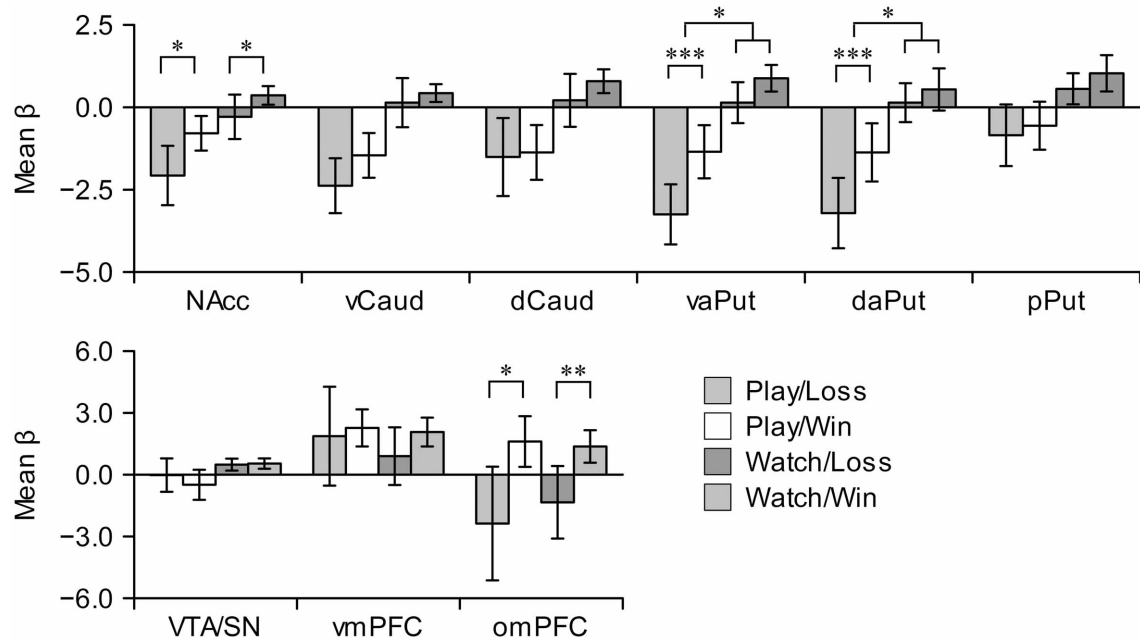 2.5
* * *** * *** *
0.0
Mean β
−2.5
−5.0
NAcc vCaud dCaud vaPut daPut pPut
6.0
* **
3.0
Mean β
0.0
−3.0
−6.0
VTA/SN vmPFC omPFC
Play/Loss
Play/Win
Watch/Loss
Watch/Win